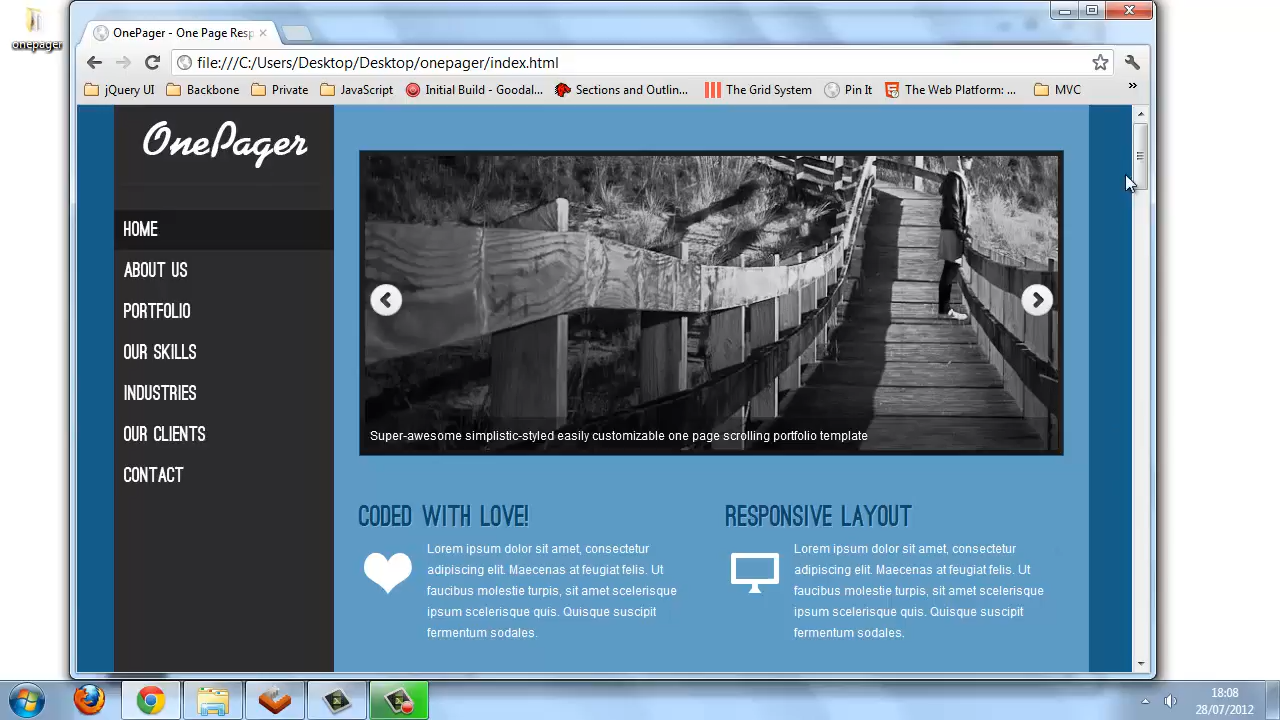 onepager
OnePager - One Page Resp
file:///C:/Users/Desktop/Desktop/onepager/index.html
jQuery UI
Backbone
Private
JavaScript
Initial Build - Goodal...
Sections and Outlin...
The Grid System
Pin It
The Web Platform: ...
»
MVC
OnePager
HOME
ABOUT US
PORTFOLIO
OUR SKILLS
INDUSTRIES
OUR CLIENTS
CONTACT
Super-awesome simplistic-styled easily customizable one page scrolling portfolio template
CODED WITH LOVE!
Lorem ipsum dolor sit amet, consectetur
adipiscing elit. Maecenas at feugiat felis. Ut
faucibus molestie turpis, sit amet scelerisque
ipsum scelerisque quis. Quisque suscipit
fermentum sodales.
RESPONSIVE LAYOUT
Lorem ipsum dolor sit amet, consectetur
adipiscing elit. Maecenas at feugiat felis. Ut
faucibus molestie turpis, sit amet scelerisque
ipsum scelerisque quis. Quisque suscipit
fermentum sodales.
18:08
28/07/2012